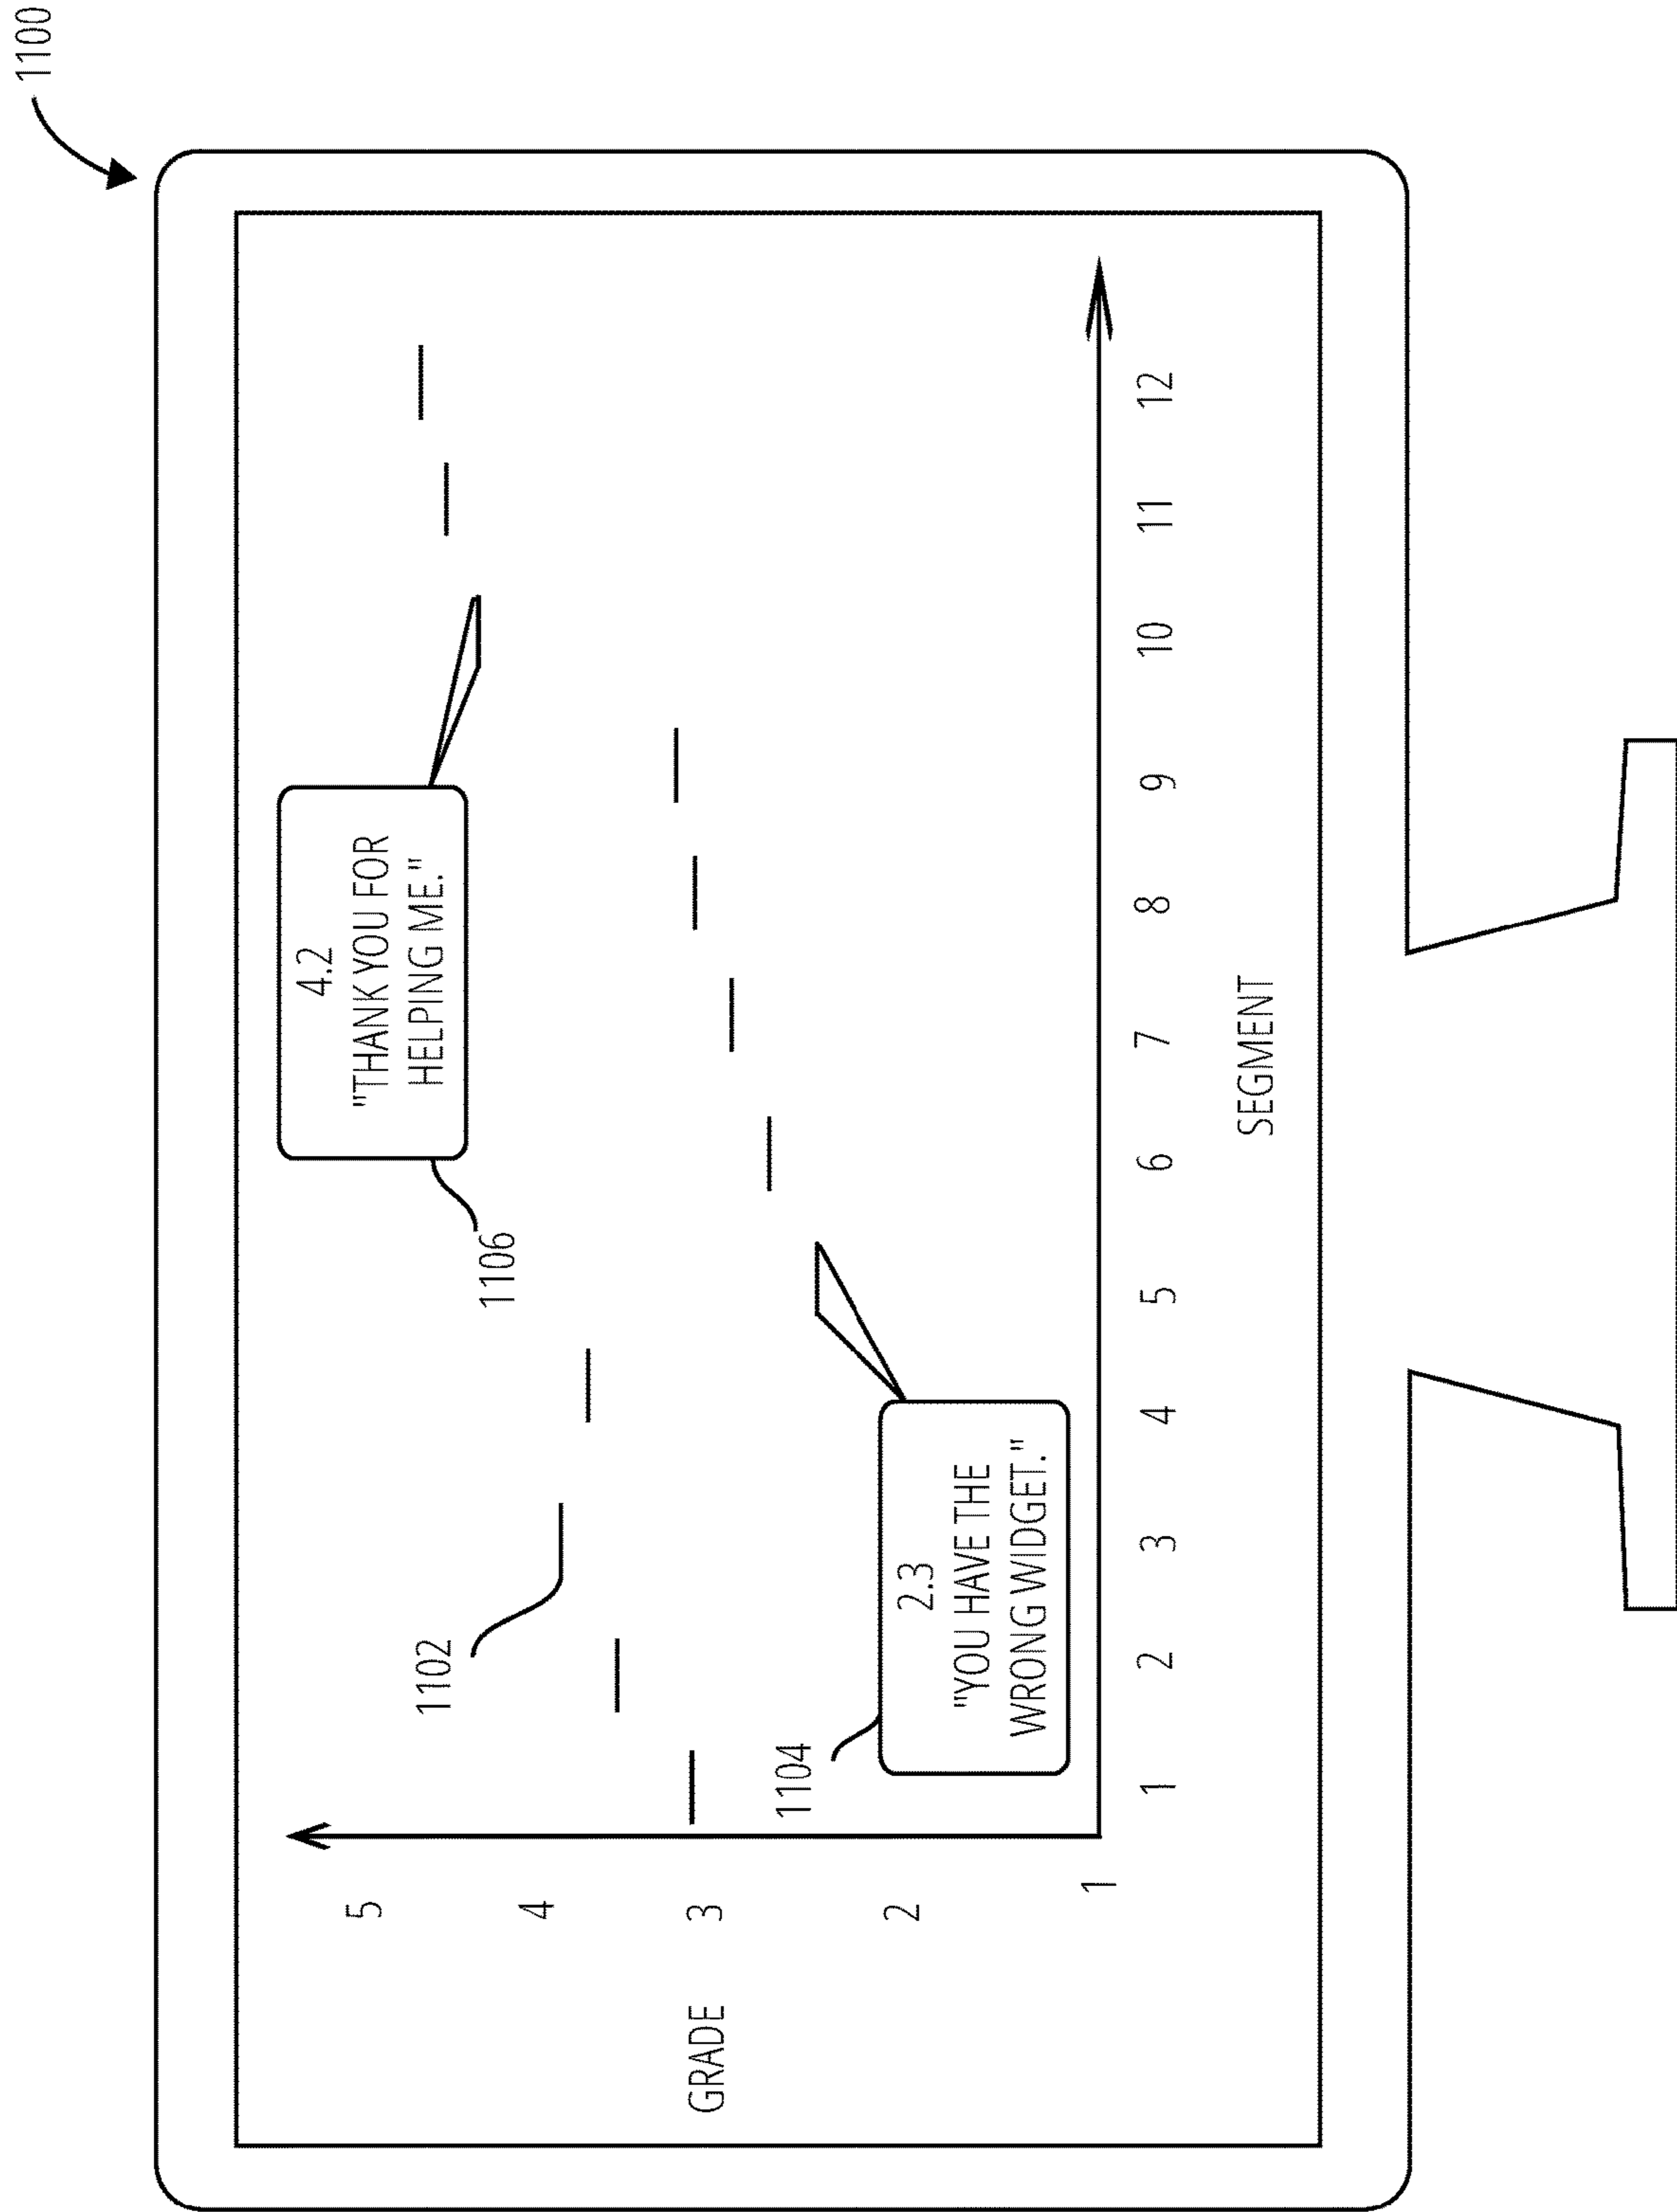 1100
5
4
3
2
1
GRADE
4.2
"THANK YOU FOR
HELPING ME."
1106
1102
1104
2.3
"YOU HAVE THE
WRONG WIDGET."
1 2 3 4 5 6 7 8 9 10 11 12
SEGMENT